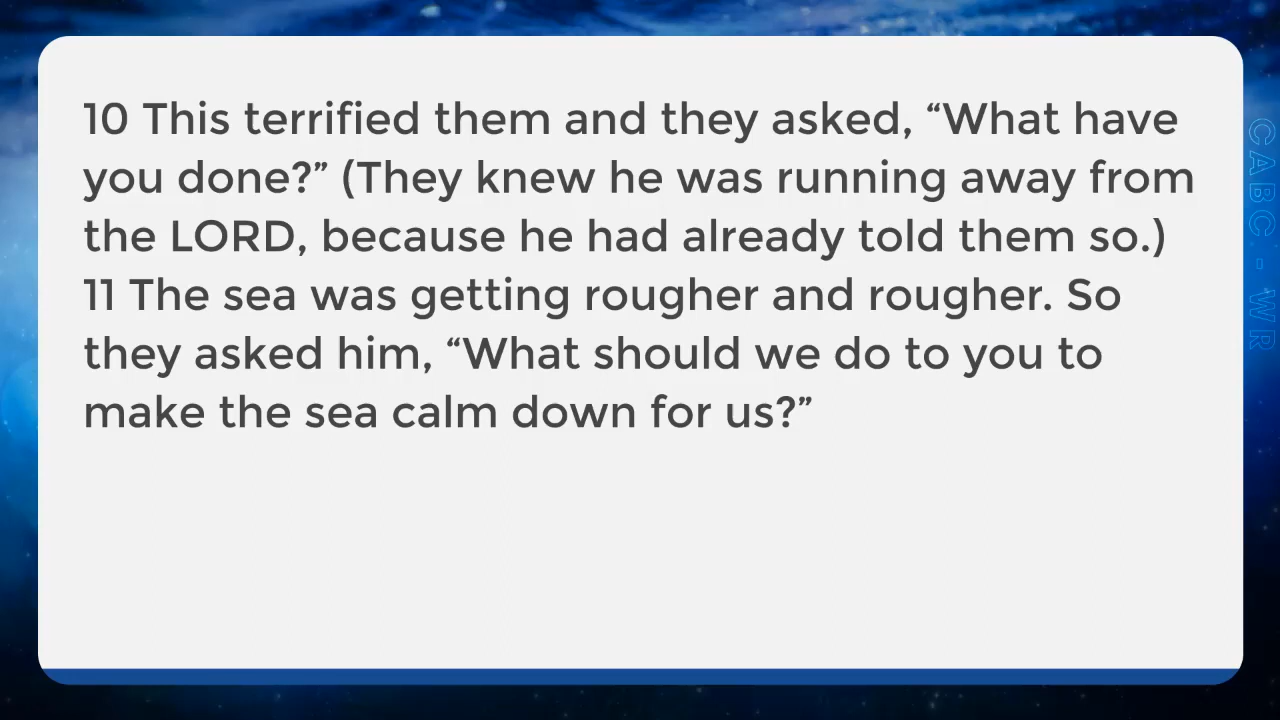 10 This terrified them and they asked, “What have
you done?” (They knew he was running away from
the LORD, because he had already told them so.)
11 The sea was getting rougher and rougher. So
they asked him, “What should we do to you to
make the sea calm down for us?”
CABC - WR